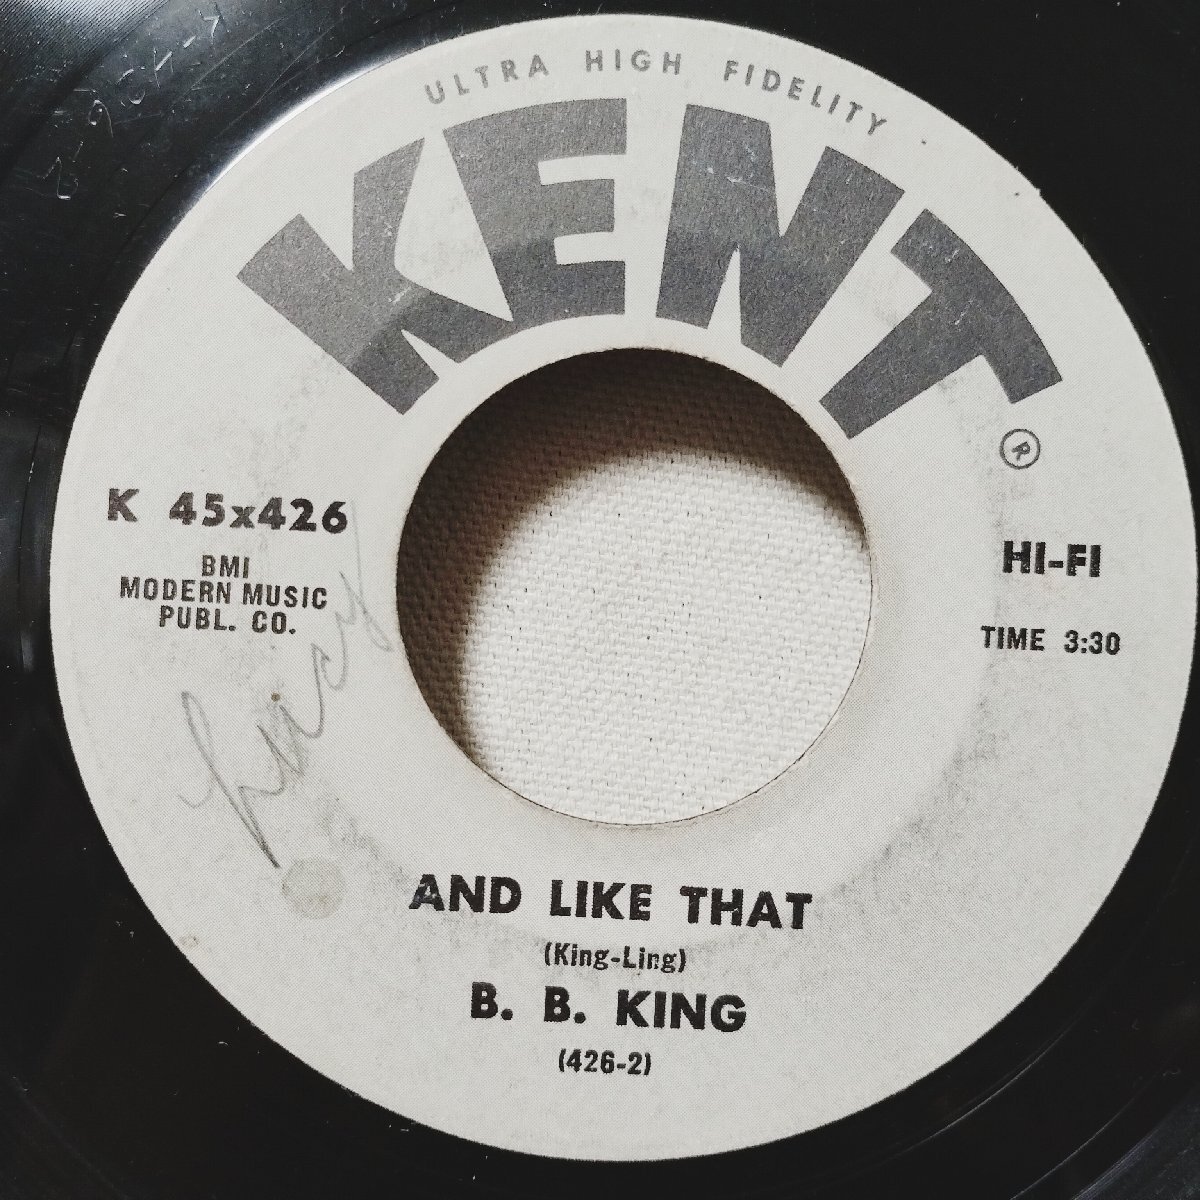 ULTRA HIGH FIDELITY
KENT
®
K 45x426
BMI
MODERN MUSIC
PUBL. CO.
HI-FI
TIME 3:30
AND LIKE THAT
(King-Ling)
B. B. KING
(426-2)